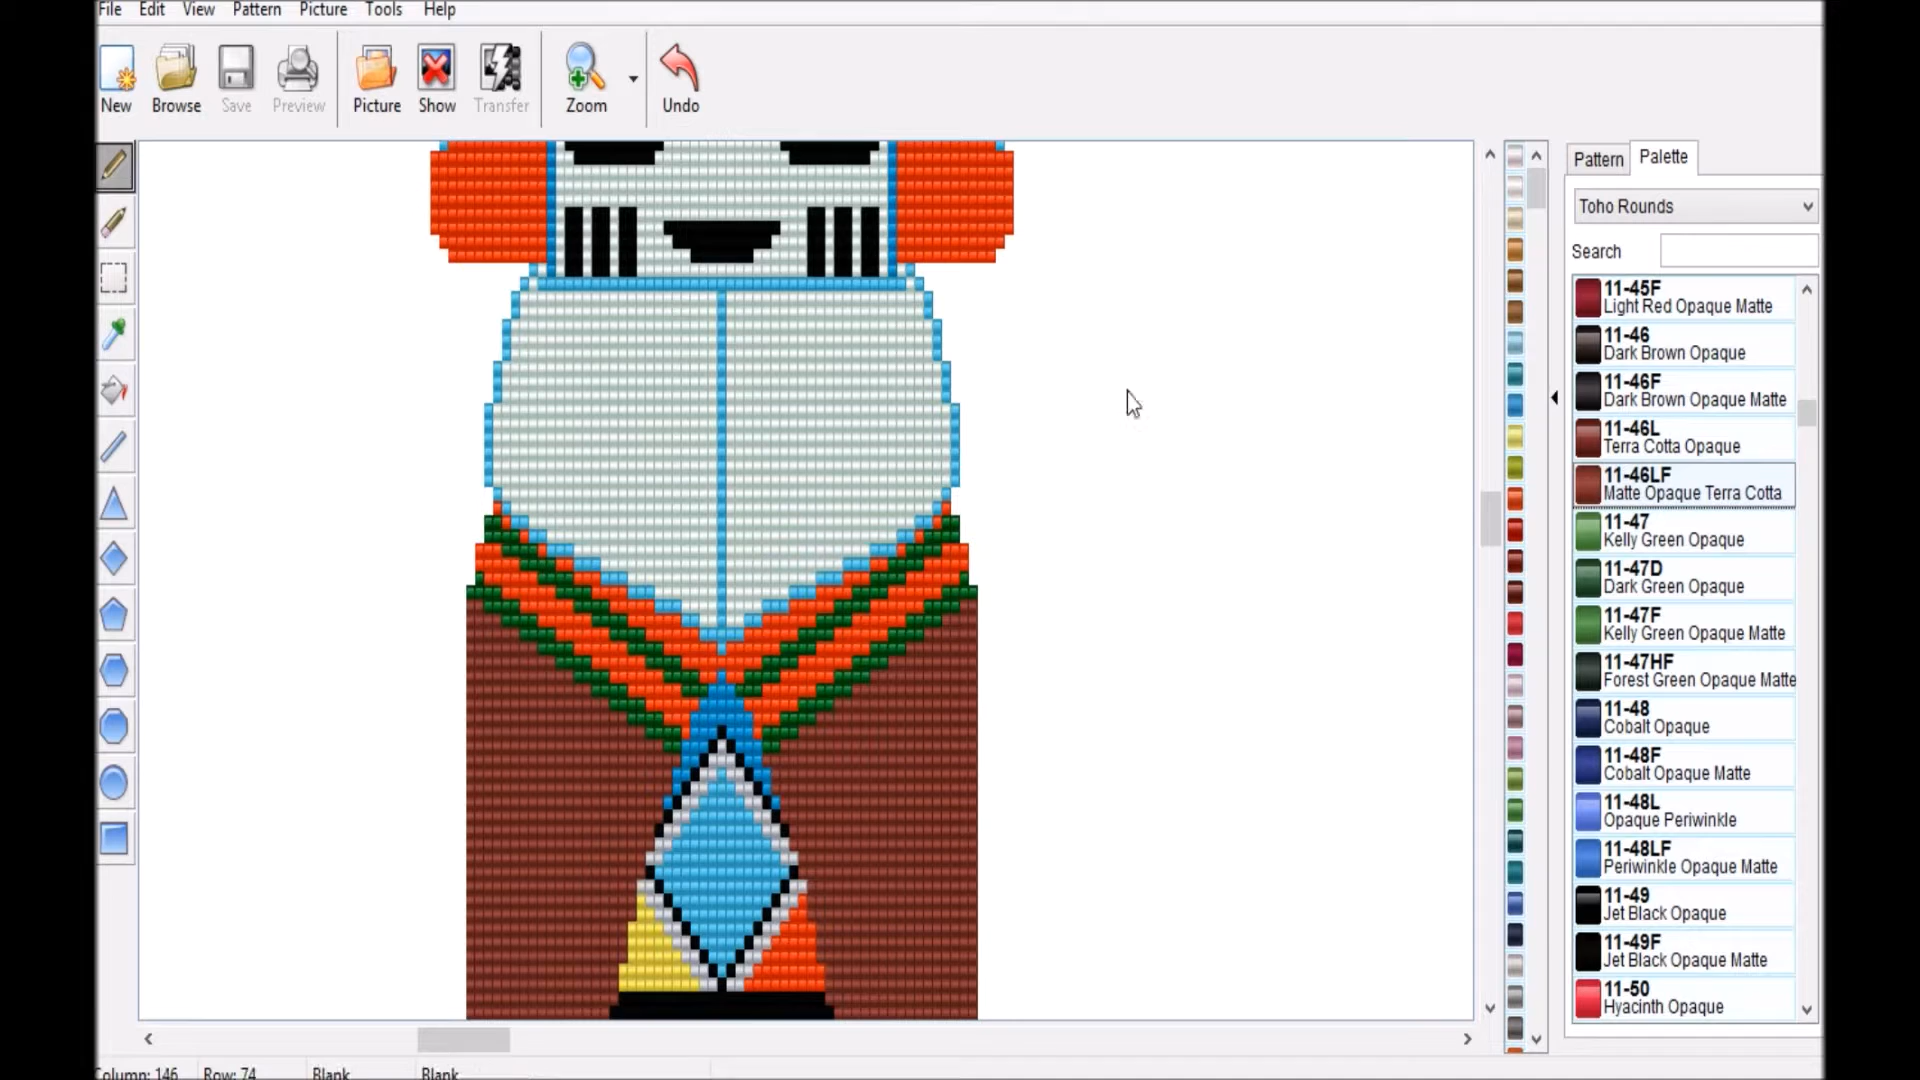 File Edit View Pattern Picture Tools Help
New Browse Save Preview Picture Show Transfer Zoom Undo
Pattern Palette
Toho Rounds
Search
11-45F
Light Red Opaque Matte
11-46
Dark Brown Opaque
11-46F
Dark Brown Opaque Matte
11-46L
Terra Cotta Opaque
11-46LF
Matte Opaque Terra Cotta
11-47
Kelly Green Opaque
11-47D
Dark Green Opaque
11-47F
Kelly Green Opaque Matte
11-47HF
Forest Green Opaque Matte
11-48
Cobalt Opaque
11-48F
Cobalt Opaque Matte
11-48L
Opaque Periwinkle
11-48LF
Periwinkle Opaque Matte
11-49
Jet Black Opaque
11-49F
Jet Black Opaque Matte
11-50
Hyacinth Opaque
Column: 146 Row: 74 Blank Blank